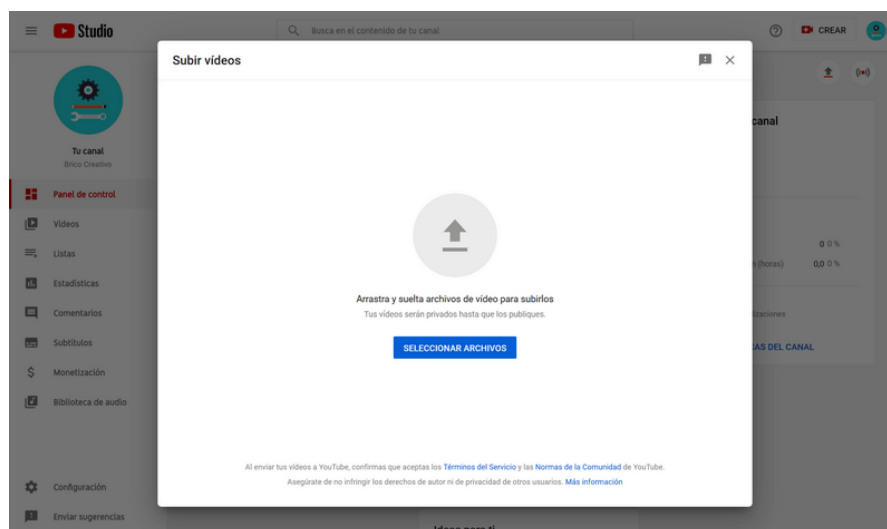 Studio
Busca en el contenido de tu canal
CREAR
Subir vídeos
Tu canal
Brico Creativo
Panel de control
Vídeos
Listas
Estadísticas
Comentarios
Subtítulos
Monetización
Biblioteca de audio
Configuración
Enviar sugerencias
Arrastra y suelta archivos de vídeo para subirlos
Tus vídeos serán privados hasta que los publiques.
SELECCIONAR ARCHIVOS
Al enviar tus vídeos a YouTube, confirmas que aceptas los Términos del Servicio y las Normas de la Comunidad de YouTube.
Asegúrate de no infringir los derechos de autor ni de privacidad de otros usuarios. Más información
canal
0 0 %
(horas) 0,0 0 %
lizaciones
AS DEL CANAL